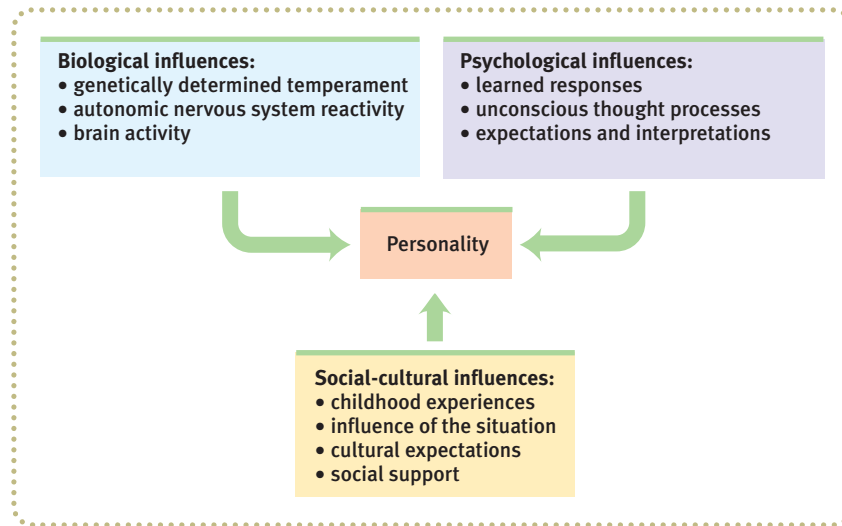 Biological influences:
• genetically determined temperament
• autonomic nervous system reactivity
• brain activity
Psychological influences:
• learned responses
• unconscious thought processes
• expectations and interpretations
Personality
Social-cultural influences:
• childhood experiences
• influence of the situation
• cultural expectations
• social support